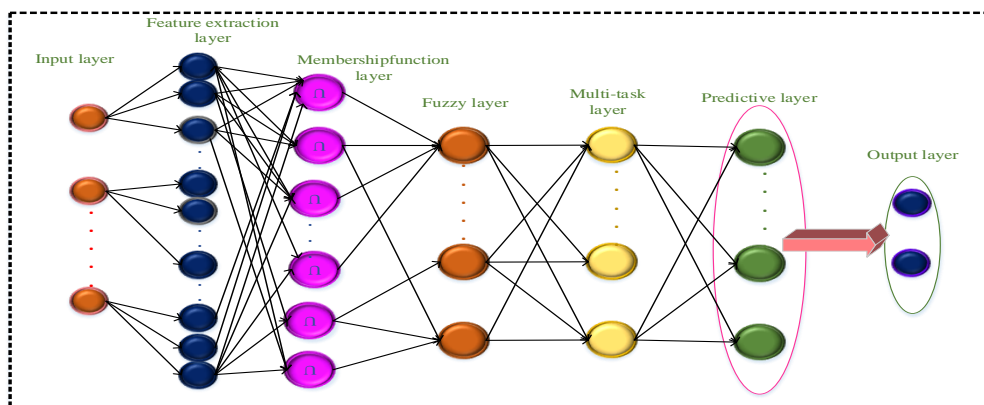 Input layer
Feature extraction
layer
Membershipfunction
layer
Fuzzy layer
Multi-task
layer
Predictive layer
Output layer
∩
∩
∩
∩
∩
∩